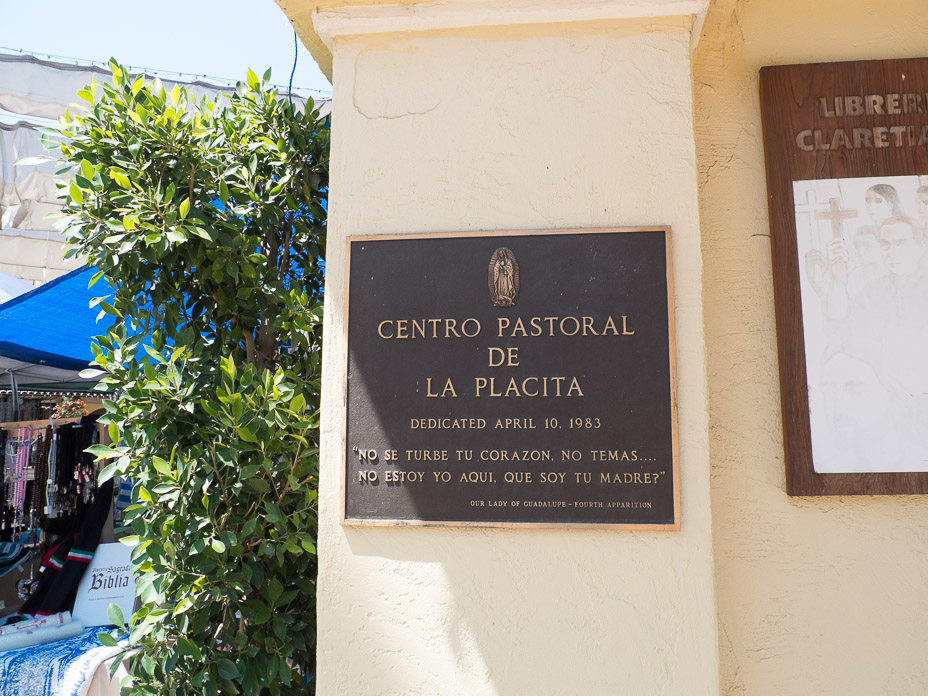 CENTRO PASTORAL
DE
LA PLACITA
DEDICATED APRIL 10, 1983
"NO SE TURBE TU CORAZON, NO TEMAS....
NO ESTOY YO AQUI, QUE SOY TU MADRE?"
OUR LADY OF GUADALUPE – FOURTH APPARITION
LIBRER
CLARETIA
Sagrada
Biblia